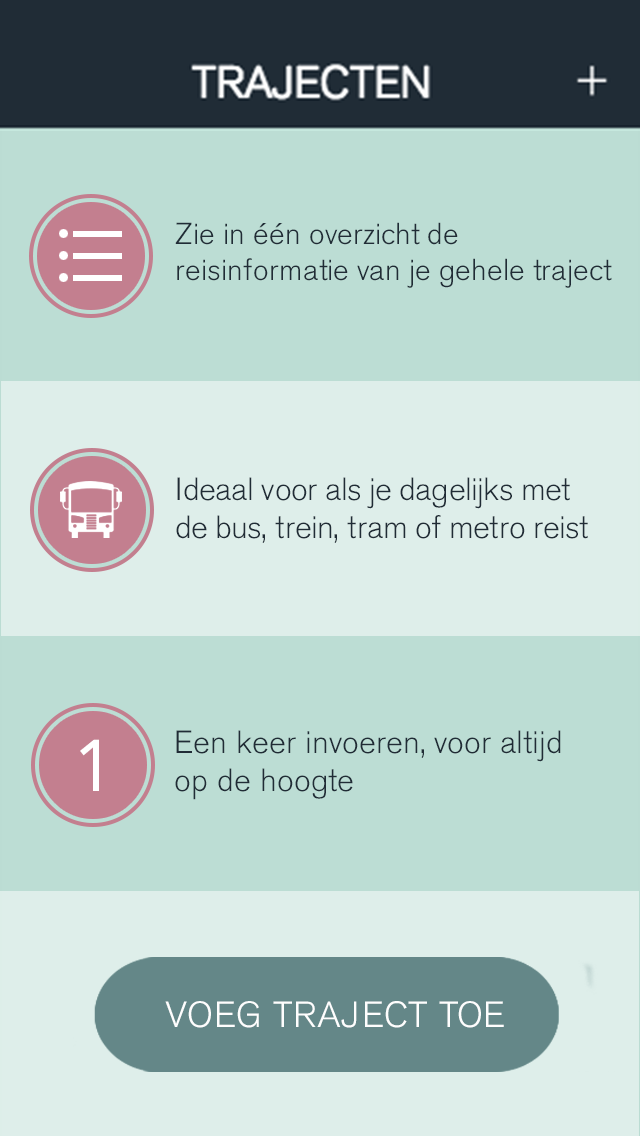 TRAJECTEN +
Zie in één overzicht de
reisinformatie van je gehele traject
Ideaal voor als je dagelijks met
de bus, trein, tram of metro reist
1
Een keer invoeren, voor altijd
op de hoogte
VOEG TRAJECT TOE